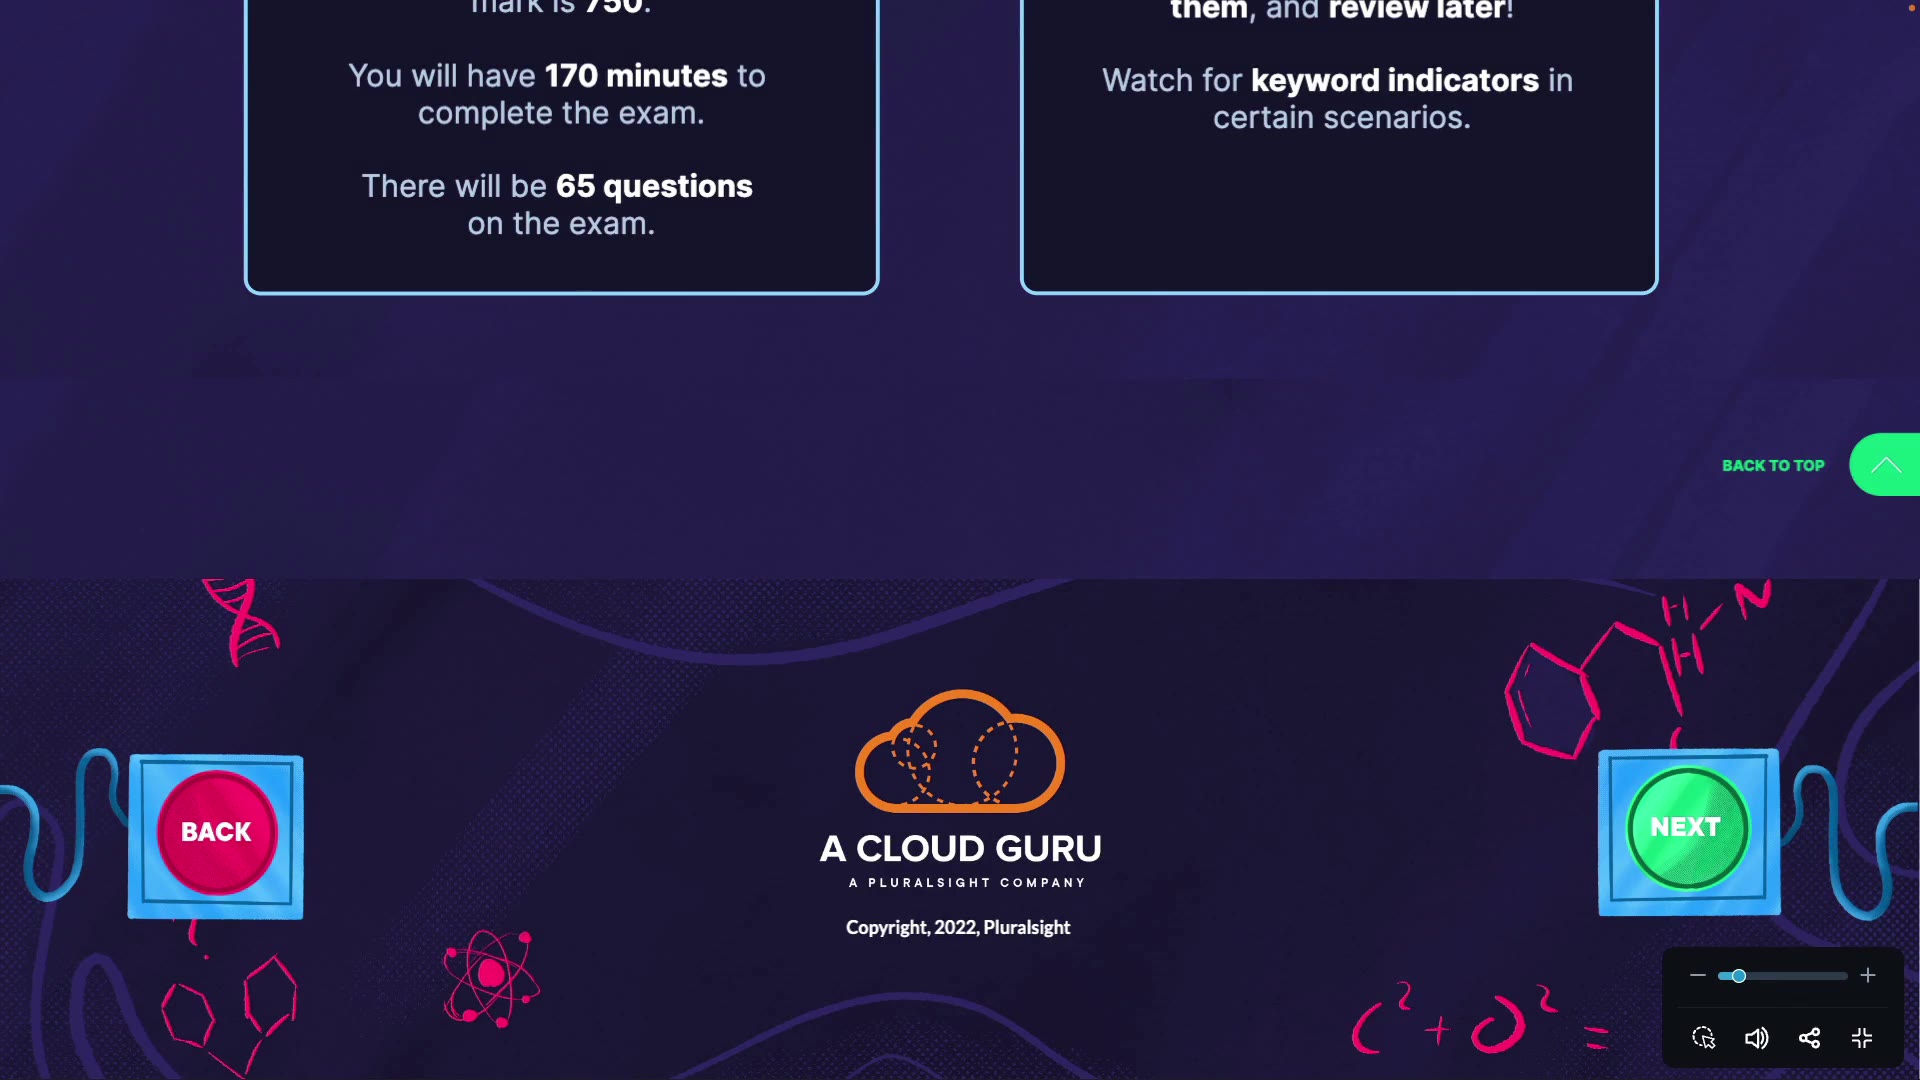 mark is 750.
You will have 170 minutes to
complete the exam.
There will be 65 questions
on the exam.
them, and review later!
Watch for keyword indicators in
certain scenarios.
BACK TO TOP
H
N
H
BACK
NEXT
A CLOUD GURU
A PLURALSIGHT COMPANY
Copyright, 2022, Pluralsight
C² + O² =